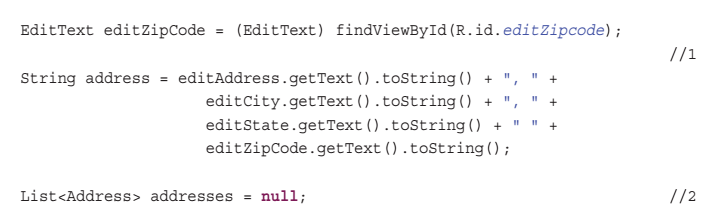 EditText editZipCode = (EditText) findViewById(R.id.editZipcode);
//1
String address = editAddress.getText().toString() + ", " +
editCity.getText().toString() + ", " +
editState.getText().toString() + " " +
editZipCode.getText().toString();
List<Address> addresses = null; //2